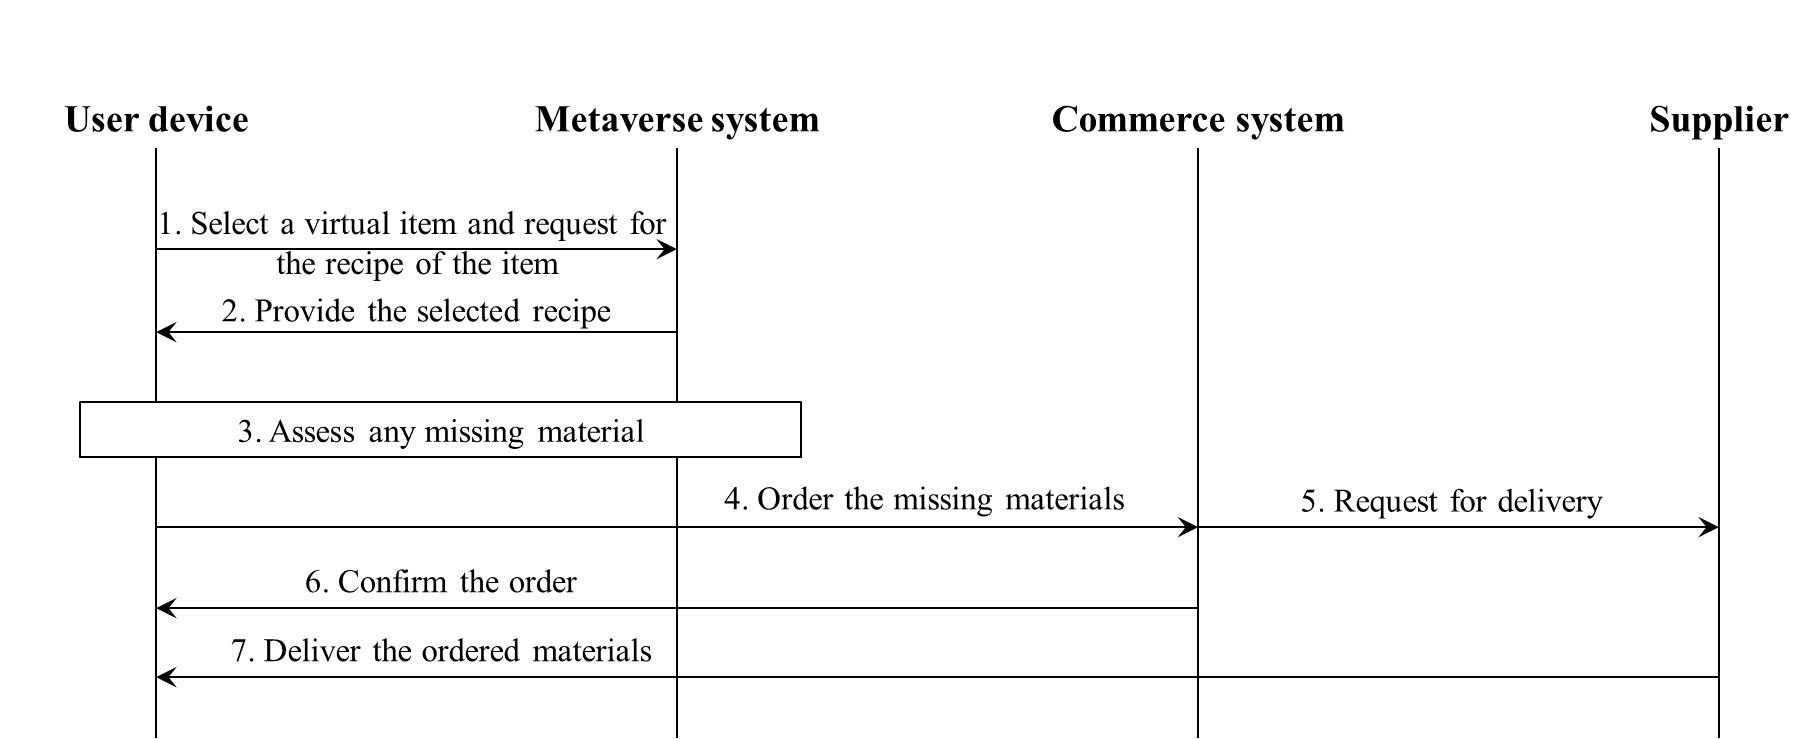 User device
Metaverse system
Commerce system
Supplier
1. Select a virtual item and request for
the recipe of the item
2. Provide the selected recipe
3. Assess any missing material
4. Order the missing materials
5. Request for delivery
6. Confirm the order
7. Deliver the ordered materials